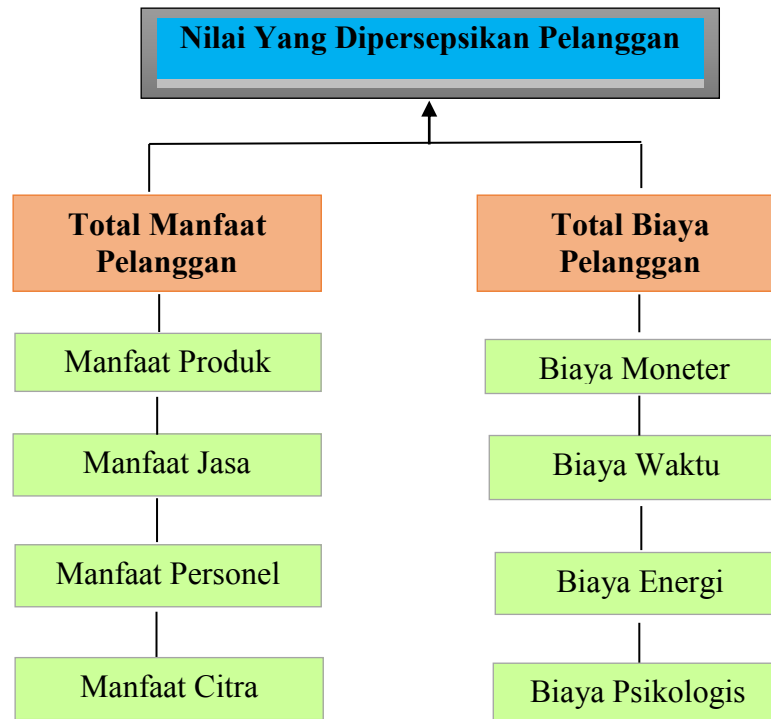 Nilai Yang Dipersepsikan Pelanggan
Total Manfaat
Pelanggan
Total Biaya
Pelanggan
Manfaat Produk
Biaya Moneter
Manfaat Jasa
Biaya Waktu
Manfaat Personel
Biaya Energi
Manfaat Citra
Biaya Psikologis